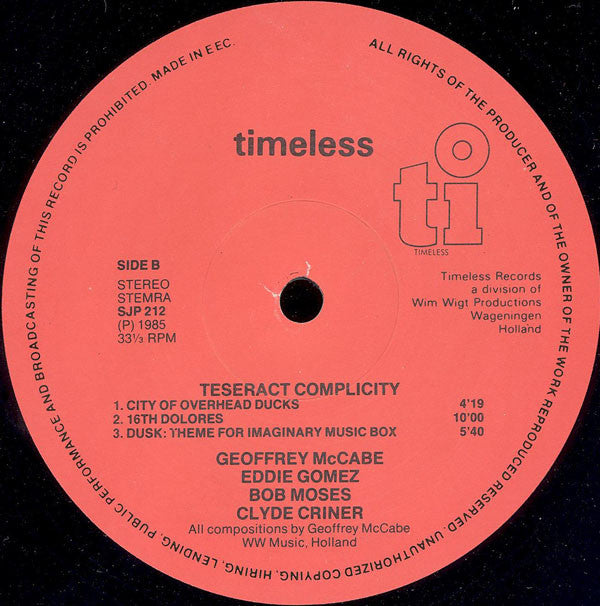 ALL RIGHTS OF THE PRODUCER AND OF THE OWNER OF THE WORK REPRODUCED RESERVED. UNAUTHORIZED COPYING. HIRING. LENDING. PUBLIC PERFORMANCE AND BROADCASTING OF THIS RECORD IS PROHIBITED. MADE IN EEC.
timeless
ti
TIMELESS
Timeless Records
a division of
Wim Wigt Productions
Wageningen
Holland
SIDE B
STEREO
STEMRA
SJP 212
(P) 1985
33⅓ RPM
TESERACT COMPLICITY
1. CITY OF OVERHEAD DUCKS 4'19
2. 16TH DOLORES 10'00
3. DUSK: THEME FOR IMAGINARY MUSIC BOX 5'40
GEOFFREY McCABE
EDDIE GOMEZ
BOB MOSES
CLYDE CRINER
All compositions by Geoffrey McCabe
WW Music, Holland